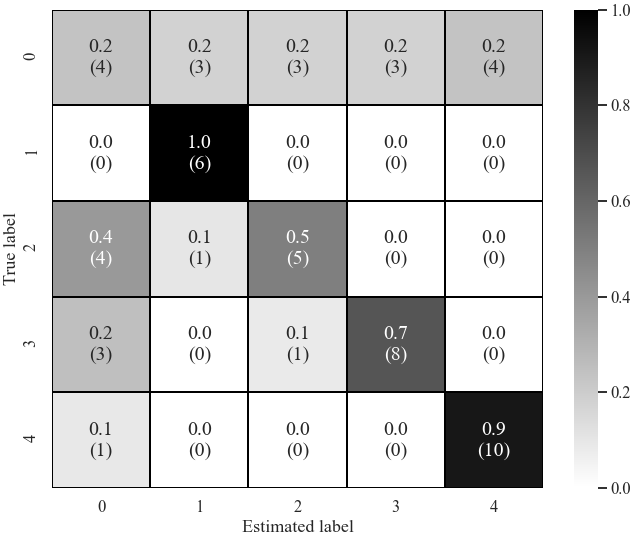 0.2 0.2 0.2 0.2 0.2 1.0
0 (4) (3) (3) (3) (4)
0.8
0.0 1.0 0.0 0.0 0.0
1 (0) (6) (0) (0) (0)
0.6
0.4 0.1 0.5 0.0 0.0
True label 2 (4) (1) (5) (0) (0)
0.4
0.2 0.0 0.1 0.7 0.0
3 (3) (0) (1) (8) (0)
0.2
0.1 0.0 0.0 0.0 0.9
4 (1) (0) (0) (0) (10)
0.0
0 1 2 3 4
Estimated label